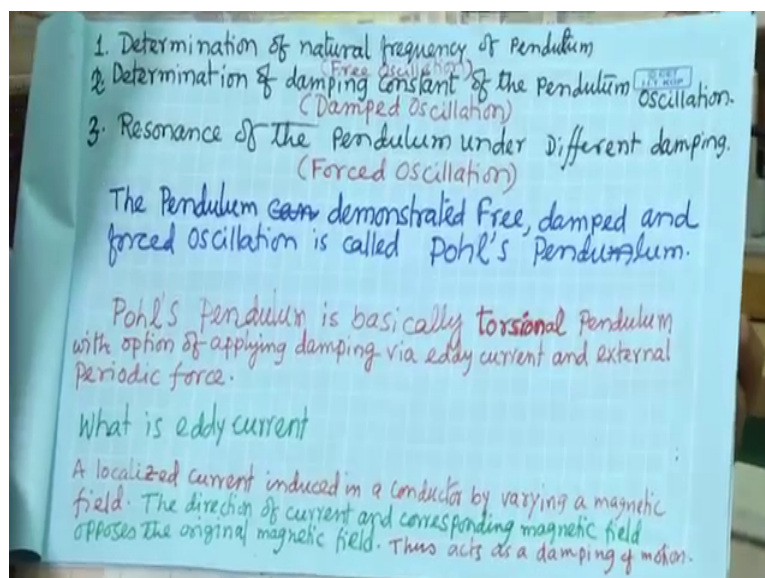 1. Determination of natural frequency of Pendulum
(Free Oscillation)
2 Determination of damping constant of the Pendulum Oscillation.
(Damped Oscillation)
3. Resonance of the Pendulum under Different damping.
(Forced Oscillation)
The Pendulum can demonstrated Free, damped and
forced Oscillation is called Pohl's Pendulum.
Pohl's Pendulum is basically torsional Pendulum
with option of applying damping via eddy current and external
Periodic force.
What is eddy current
A localized current induced in a conductor by varying a magnetic
field. The direction of current and corresponding magnetic field
opposes the original magnetic field. Thus acts as a damping of motion.